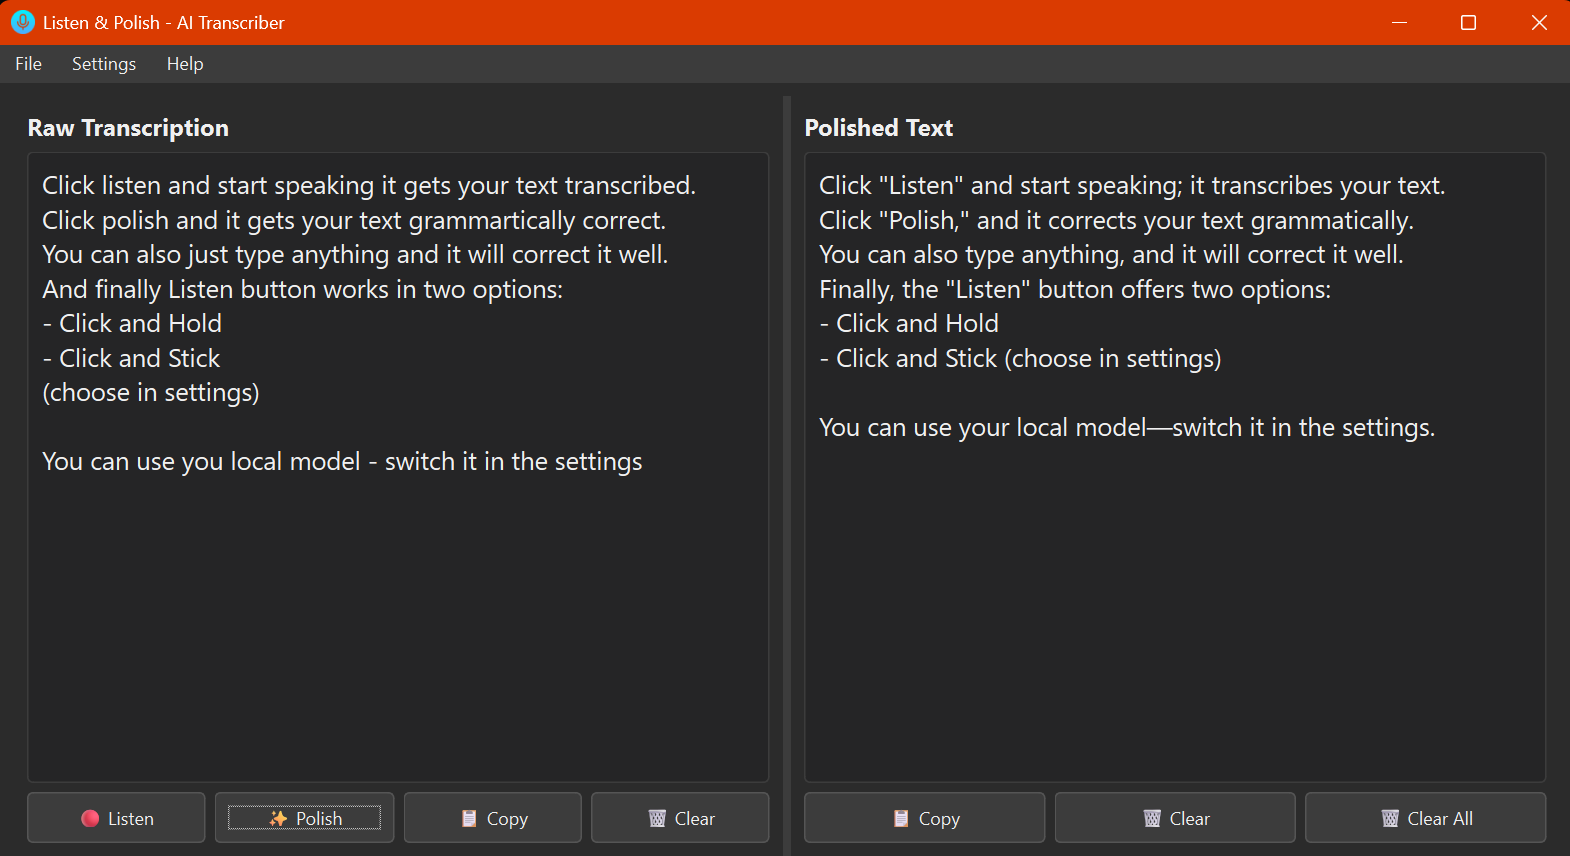 Listen & Polish - AI Transcriber
File Settings Help
Raw Transcription
Click listen and start speaking it gets your text transcribed.
Click polish and it gets your text grammartically correct.
You can also just type anything and it will correct it well.
And finally Listen button works in two options:
- Click and Hold
- Click and Stick
(choose in settings)
You can use you local model - switch it in the settings
Listen Polish Copy Clear
Polished Text
Click "Listen" and start speaking; it transcribes your text.
Click "Polish," and it corrects your text grammatically.
You can also type anything, and it will correct it well.
Finally, the "Listen" button offers two options:
- Click and Hold
- Click and Stick (choose in settings)
You can use your local model—switch it in the settings.
Copy Clear Clear All